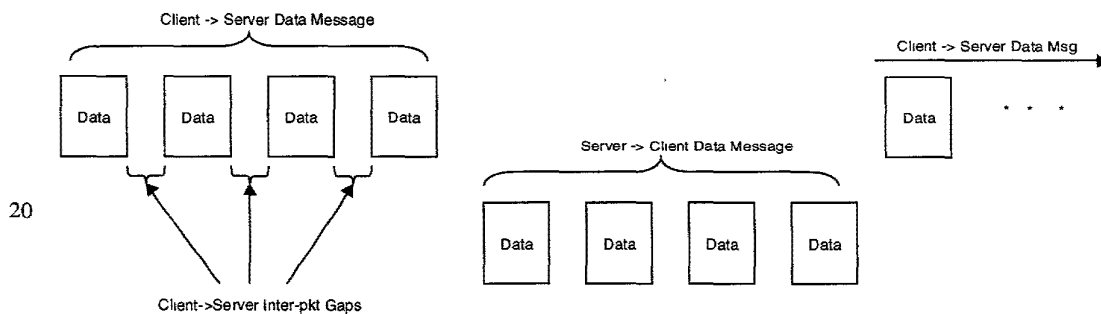 Client -> Server Data Message
Data Data Data Data
Client -> Server Data Msg
Data * * *
Server -> Client Data Message
Data Data Data Data
20
Client->Server Inter-pkt Gaps